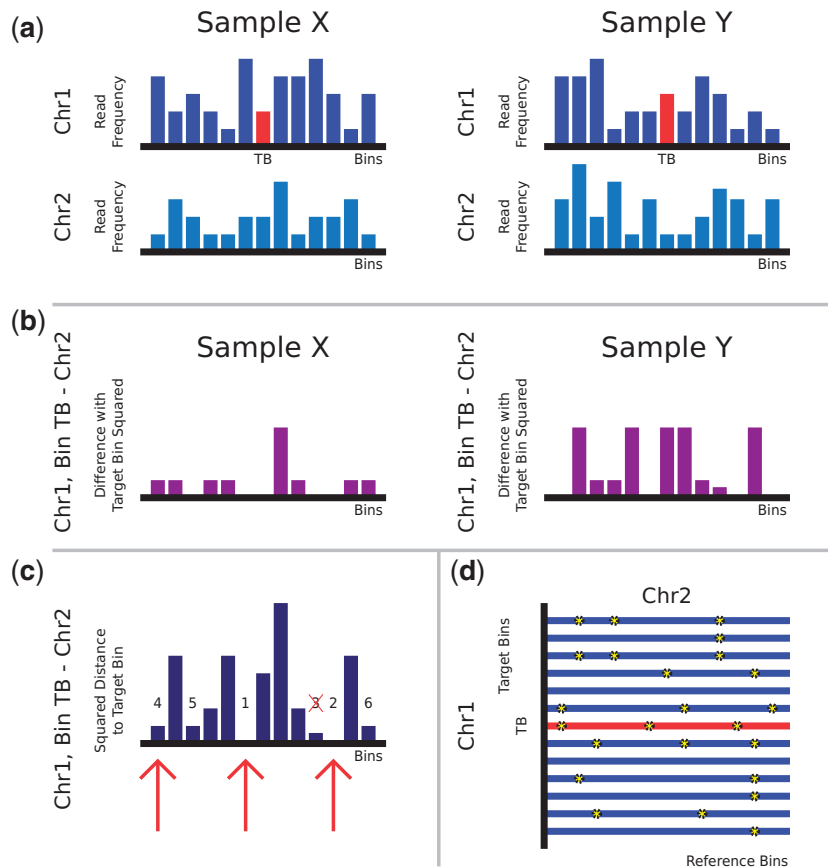 (a)
Sample X
Sample Y
Chr1
Read
Frequency
TB
Bins
Chr1
Read
Frequency
TB
Bins
Chr2
Read
Frequency
Bins
Chr2
Read
Frequency
Bins
(b)
Sample X
Sample Y
Chr1, Bin TB - Chr2
Difference with
Target Bin Squared
Bins
Chr1, Bin TB - Chr2
Difference with
Target Bin Squared
Bins
(c)
Chr1, Bin TB - Chr2
Squared Distance
to Target Bin
4 5 1 3 2 6
Bins
(d)
Chr2
Chr1
Target Bins
TB
Reference Bins